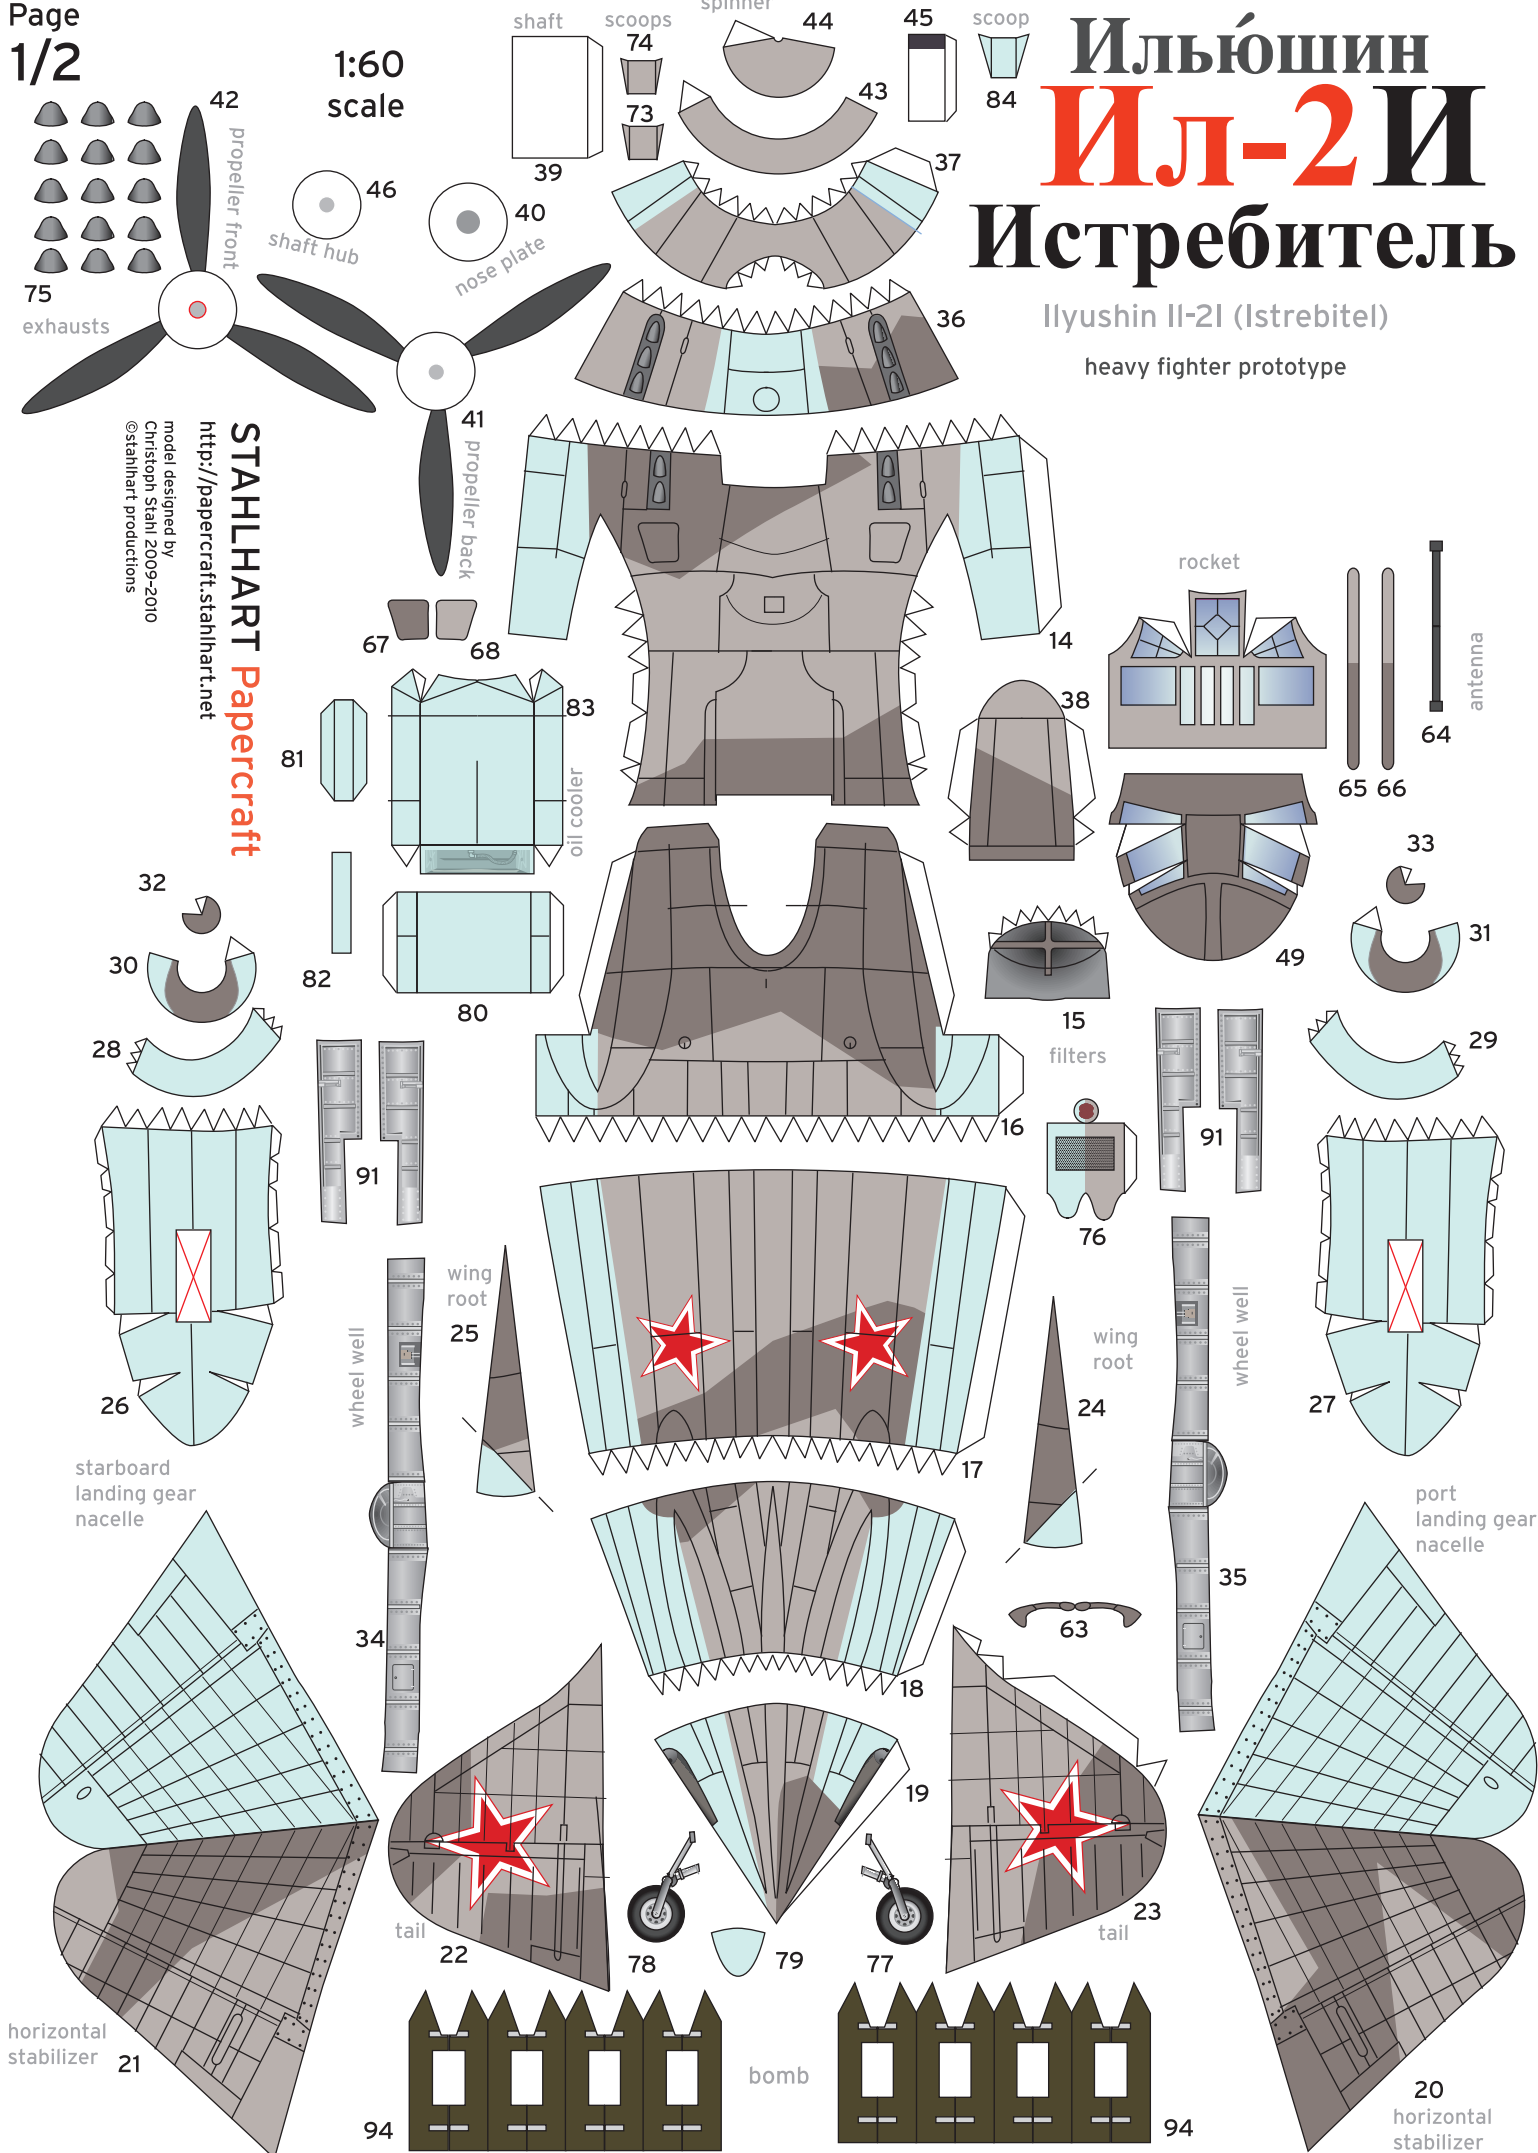 Page
1/2
1:60
scale
42
propeller front
75
exhausts
46
shaft hub
40
nose plate
41
propeller back
shaft
39
scoops
74
73
spinner
44
43
45
scoop
84
37
36
Илью́шин
Ил-2И
Истребитель
Ilyushin Il-2I (Istrebitel)
heavy fighter prototype
STAHLHART Papercraft
http://papercraft.stahlhart.net
model designed by
Christoph Stahl 2009-2010
©stahlhart productions
67
68
14
rocket
65
66
64
antenna
38
83
oil cooler
81
82
80
49
33
31
29
32
30
28
15
filters
16
91
91
76
26
starboard
landing gear
nacelle
wheel well
34
wing
root
25
17
wing
root
24
wheel well
35
27
port
landing gear
nacelle
63
18
19
tail
22
78
79
77
23
tail
horizontal
stabilizer
21
94
bomb
94
20
horizontal
stabilizer